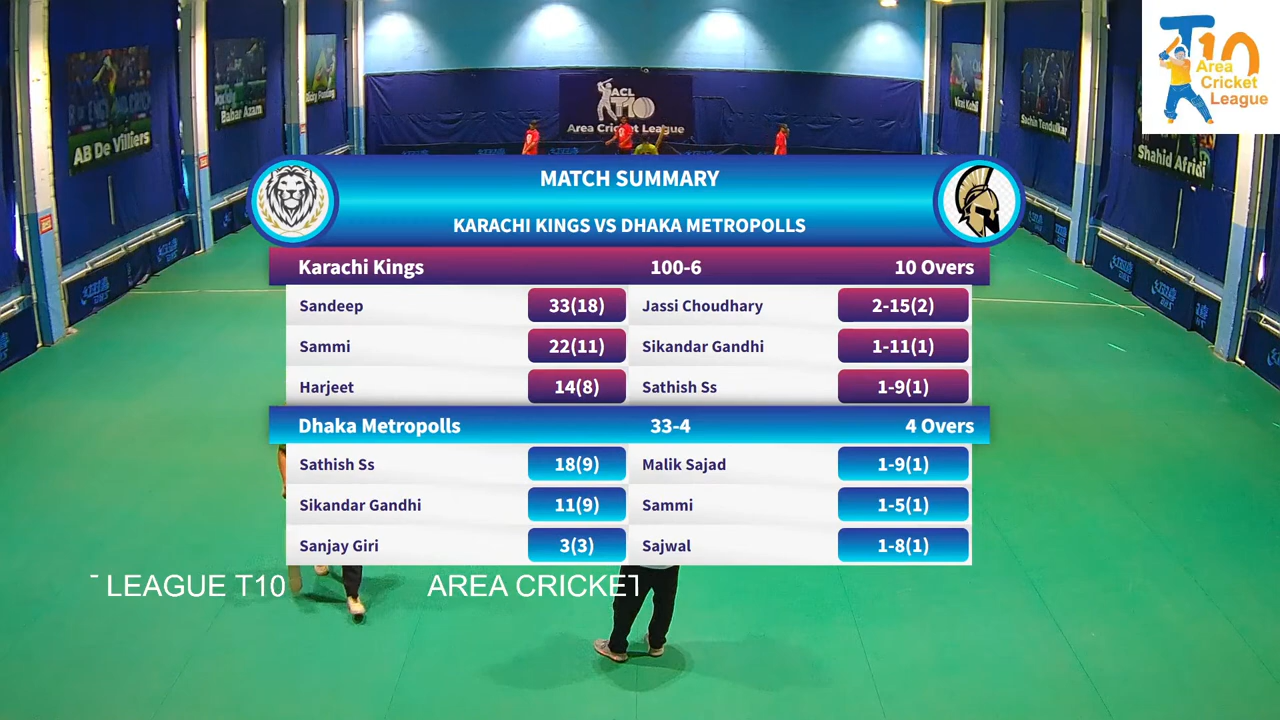 T10
Area
Cricket
League
AB De Villiers
Babar Azam
Ricky Ponting
ACL
T10
Area Cricket League
Virat Kohli
Sachin Tendulkar
Shahid Afridi
MATCH SUMMARY
KARACHI KINGS VS DHAKA METROPOLLS
Karachi Kings 100-6 10 Overs
Sandeep 33(18) Jassi Choudhary 2-15(2)
Sammi 22(11) Sikandar Gandhi 1-11(1)
Harjeet 14(8) Sathish Ss 1-9(1)
Dhaka Metropolls 33-4 4 Overs
Sathish Ss 18(9) Malik Sajad 1-9(1)
Sikandar Gandhi 11(9) Sammi 1-5(1)
Sanjay Giri 3(3) Sajwal 1-8(1)
LEAGUE T10 AREA CRICKET